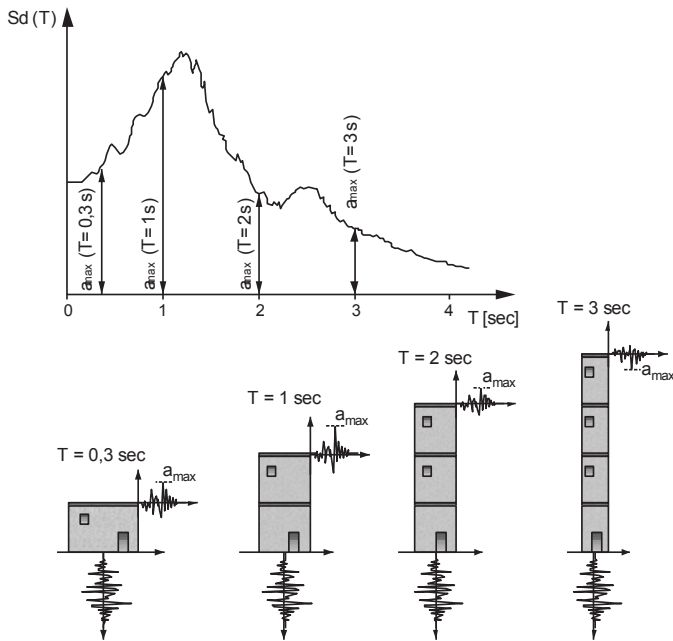 Sd (T)
amax (T= 0,3s)
amax (T= 1s)
amax (T=2s)
amax (T=3s)
0
1
2
3
4
T [sec]
T = 3 sec
T = 2 sec
T = 1 sec
T = 0,3 sec
amax
amax
amax
amax